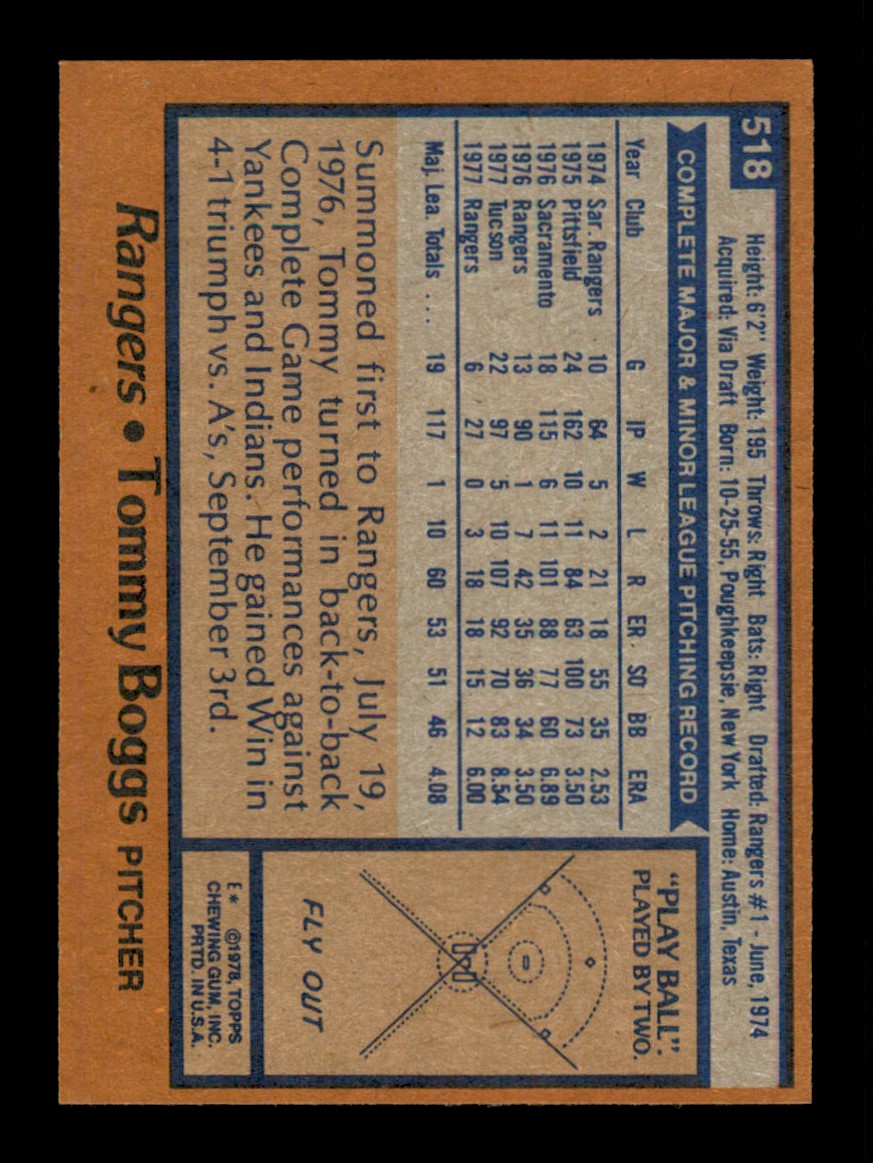 518
Height: 6'2" Weight: 195 Throws: Right Bats: Right Drafted: Rangers #1 - June, 1974
Acquired: Via Draft Born: 10-25-55, Poughkeepsie, New York Home: Austin, Texas
COMPLETE MAJOR & MINOR LEAGUE PITCHING RECORD
Year Club G IP W L R ER SO BB ERA
1974 Sar. Rangers 10 64 5 2 21 18 55 35 2.53
1975 Pittsfield 24 162 10 11 84 63 100 73 3.50
1976 Sacramento 18 115 6 11 101 88 77 60 6.89
1976 Rangers 13 90 1 7 42 35 36 34 3.50
1977 Tucson 22 97 5 10 107 92 70 83 8.54
1977 Rangers 6 27 0 3 18 18 15 12 6.00
Maj. Lea. Totals .... 19 117 1 10 60 53 51 46 4.08
Summoned first to Rangers, July 19,
1976, Tommy turned in back-to-back
Complete Game performances against
Yankees and Indians. He gained Win in
4-1 triumph vs. A's, September 3rd.
"PLAY BALL":
PLAYED BY TWO.
FLY OUT
E* ©1978, TOPPS
CHEWING GUM, INC.
PRTD. IN U.S.A.
Rangers • Tommy Boggs PITCHER